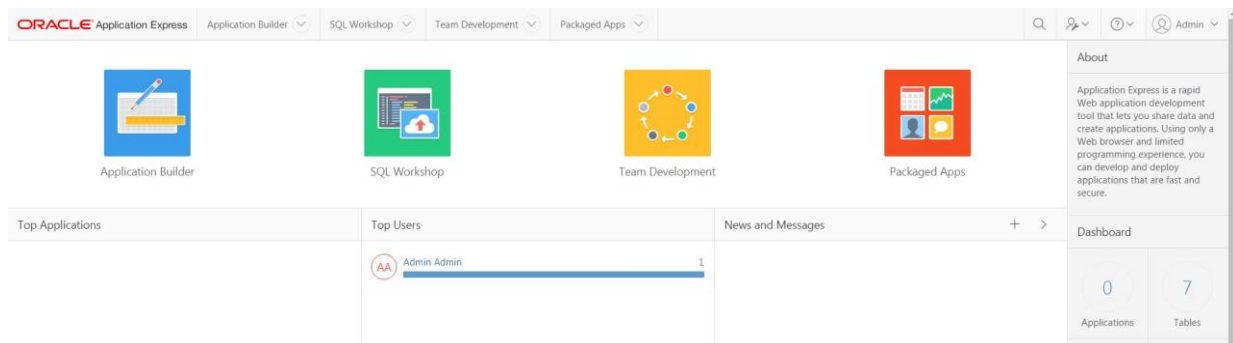 ORACLE Application Express Application Builder SQL Workshop Team Development Packaged Apps Admin
Application Builder SQL Workshop Team Development Packaged Apps
Top Applications
Top Users
AA Admin Admin 1
News and Messages
About
Application Express is a rapid
Web application development
tool that lets you share data and
create applications. Using only a
Web browser and limited
programming experience, you
can develop and deploy
applications that are fast and
secure.
Dashboard
0 7
Applications Tables